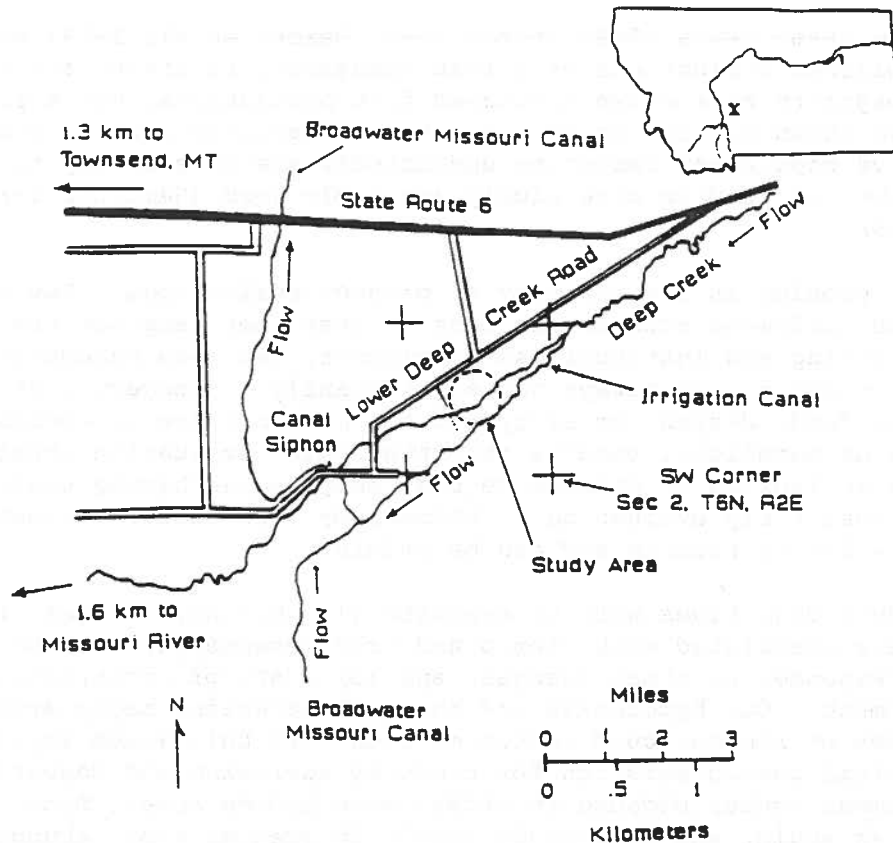 X
1.3 km to
Townsend, MT
Broadwater Missouri Canal
State Route 6
Flow
Flow
Deep Creek
Lower Deep Creek Road
Irrigation Canal
Canal
Siphon
Flow
SW Corner
Sec 2, T6N, R2E
Study Area
1.6 km to
Missouri River
Flow
Broadwater
Missouri Canal
N
Miles
0 1 2 3
0 .5 1
Kilometers